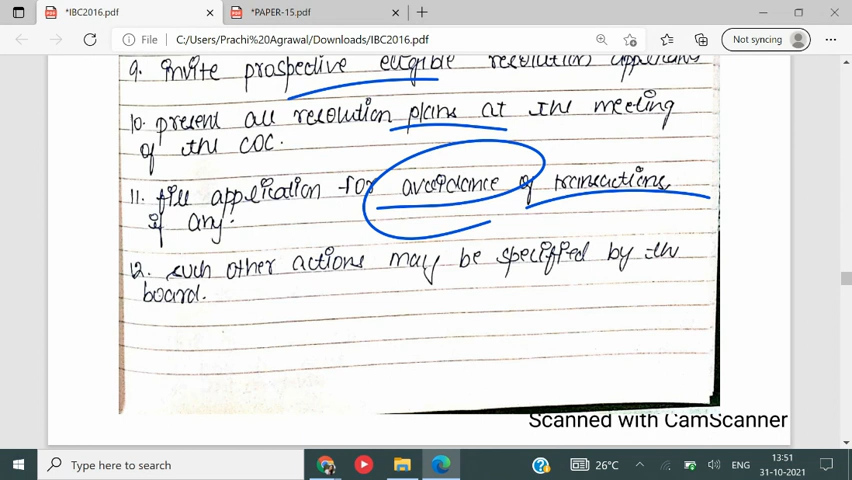 *IBC2016.pdf
*PAPER-15.pdf
File
C:/Users/Prachi%20Agrawal/Downloads/IBC2016.pdf
Not syncing
9. invite prospective eligible resolution applicants
10. present all resolution plans at the meeting
of the COC.
11. file application for avoidance of transactions
if any.
12. such other actions may be specified by the
board.
Scanned with CamScanner
Type here to search
26°C
ENG
13:51
31-10-2021